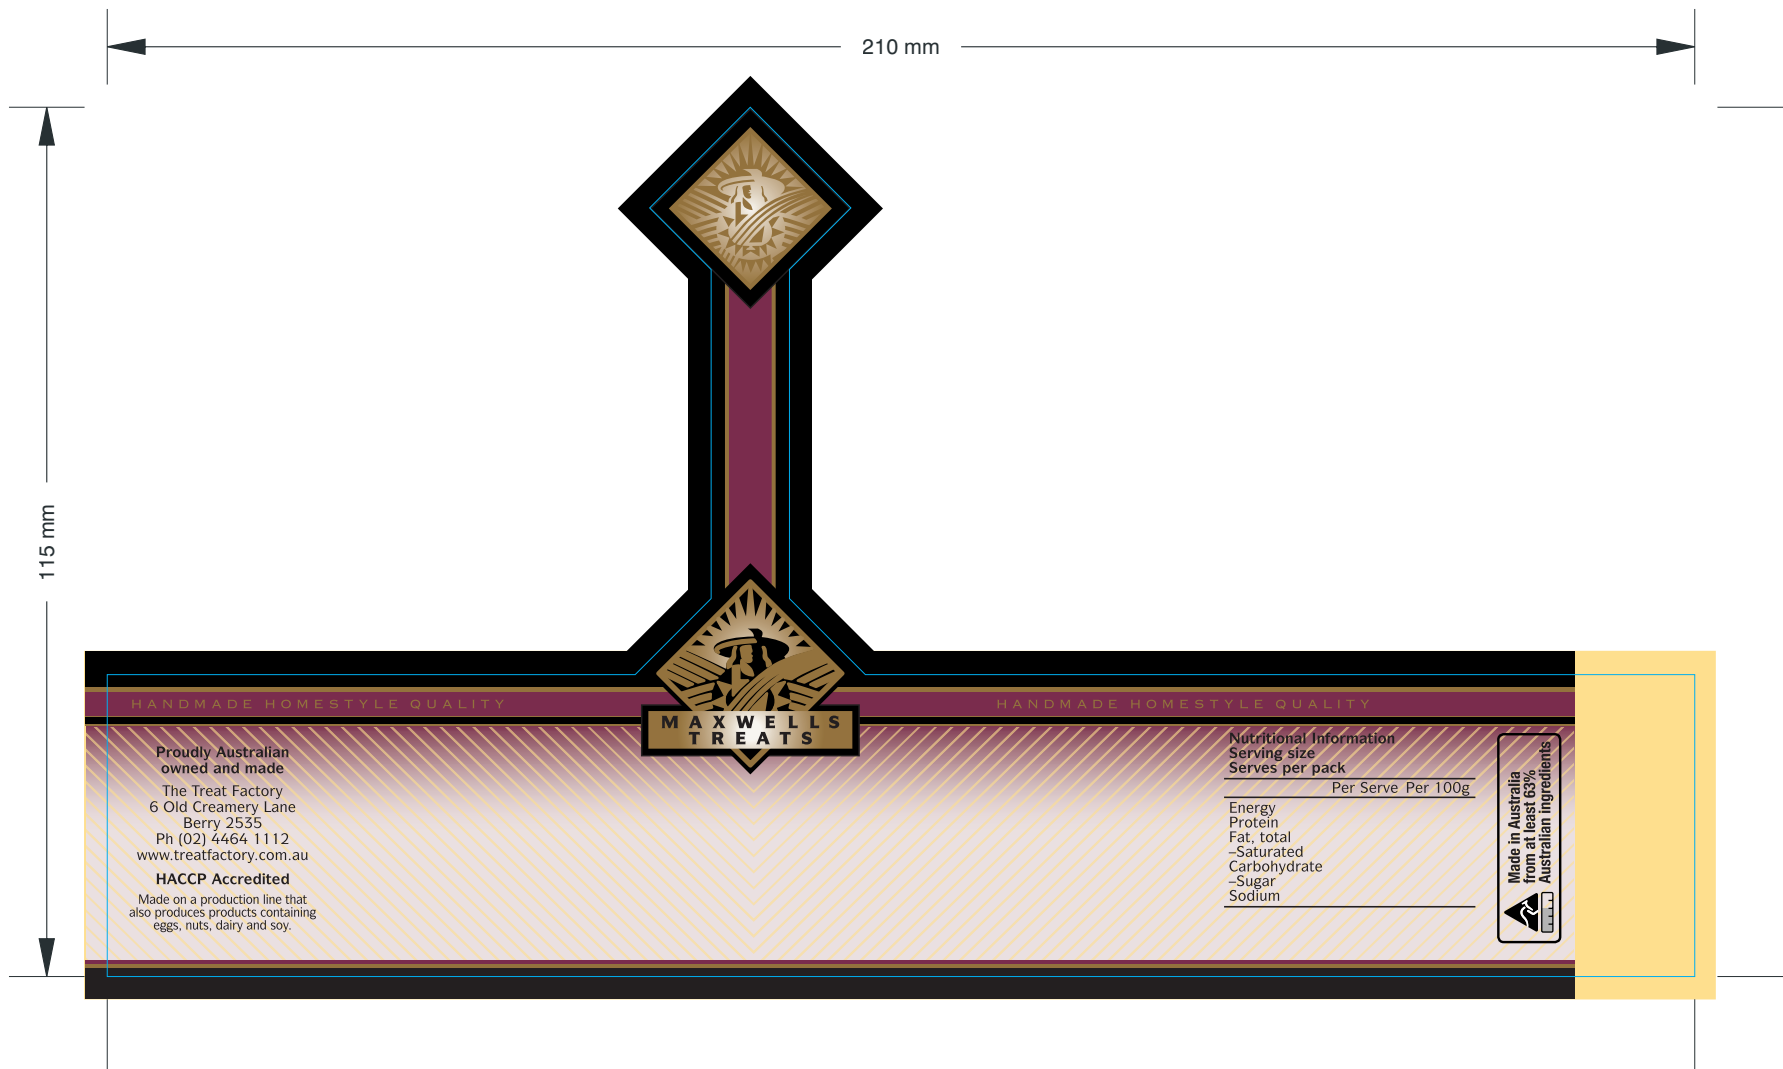 210 mm
115 mm
HANDMADE HOMESTYLE QUALITY
HANDMADE HOMESTYLE QUALITY
MAXWELLS
TREATS
Proudly Australian
owned and made
The Treat Factory
6 Old Creamery Lane
Berry 2535
Ph (02) 4464 1112
www.treatfactory.com.au
HACCP Accredited
Made on a production line that
also produces products containing
eggs, nuts, dairy and soy.
Nutritional Information
Serving size
Serves per pack
Per Serve Per 100g
Energy
Protein
Fat, total
–Saturated
Carbohydrate
–Sugar
Sodium
Made in Australia
from at least 63%
Australian ingredients